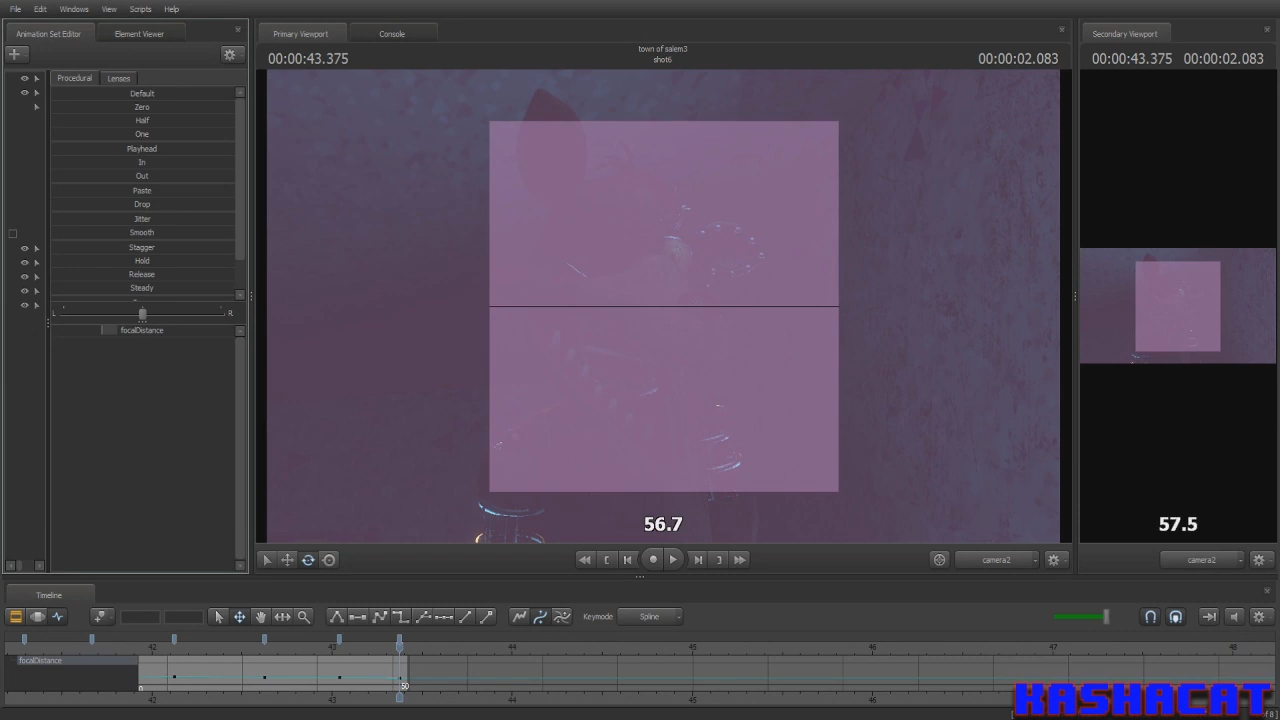 File Edit Windows View Scripts Help
Animation Set Editor Element Viewer
Primary Viewport Console
Secondary Viewport
00:00:43.375
town of salem3
shot6
00:00:02.083
00:00:43.375 00:00:02.083
Procedural Lenses
Default
Zero
Half
One
Playhead
In
Out
Paste
Drop
Jitter
Smooth
Stagger
Hold
Release
Steady
L R
focalDistance
56.7
57.5
camera2
camera2
Timeline
Keymode Spline
42 43 44 45 46 47 48
focalDistance
0
50
42 43 44 45 46
KASHACAT